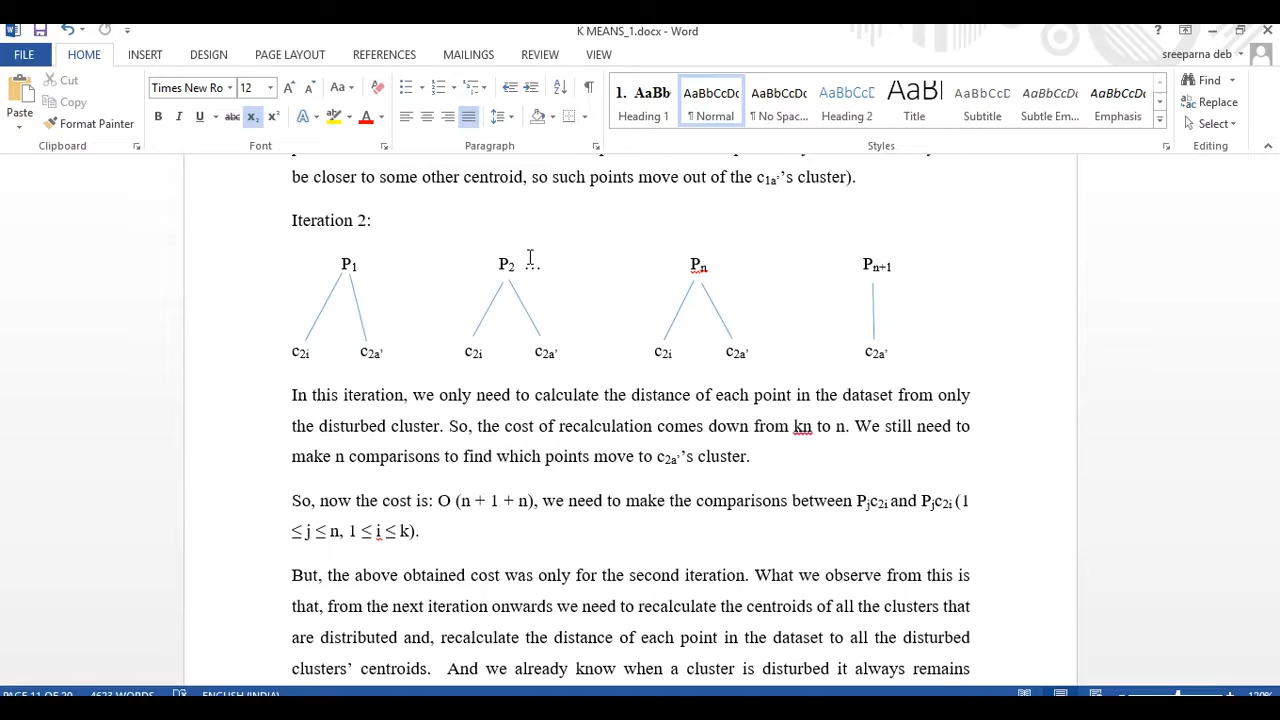 K MEANS_1.docx - Word
FILE HOME INSERT DESIGN PAGE LAYOUT REFERENCES MAILINGS REVIEW VIEW sreeparna deb
Cut
Copy
Format Painter
Paste
Clipboard
Times New Ro 12
Font
Paragraph
1. AaBb AaBbCcDc AaBbCcDc AaBbCcD AaBl AaBbCcD AaBbCcDc AaBbCcDc
Heading 1 ¶ Normal ¶ No Spac... Heading 2 Title Subtitle Subtle Em... Emphasis
Styles
Find
Replace
Select
be closer to some other centroid, so such points move out of the c1a''s cluster).
Iteration 2:
P1 P2 ... Pn Pn+1
c2i c2a' c2i c2a' c2i c2a' c2a'
In this iteration, we only need to calculate the distance of each point in the dataset from only
the disturbed cluster. So, the cost of recalculation comes down from kn to n. We still need to
make n comparisons to find which points move to c2a''s cluster.
So, now the cost is: O (n + 1 + n), we need to make the comparisons between Pjc2i and Pjc2i (1
≤ j ≤ n, 1 ≤ i ≤ k).
But, the above obtained cost was only for the second iteration. What we observe from this is
that, from the next iteration onwards we need to recalculate the centroids of all the clusters that
are distributed and, recalculate the distance of each point in the dataset to all the disturbed
clusters' centroids. And we already know when a cluster is disturbed it always remains
PAGE 11 OF 20 4623 WORDS ENGLISH (INDIA) 120%